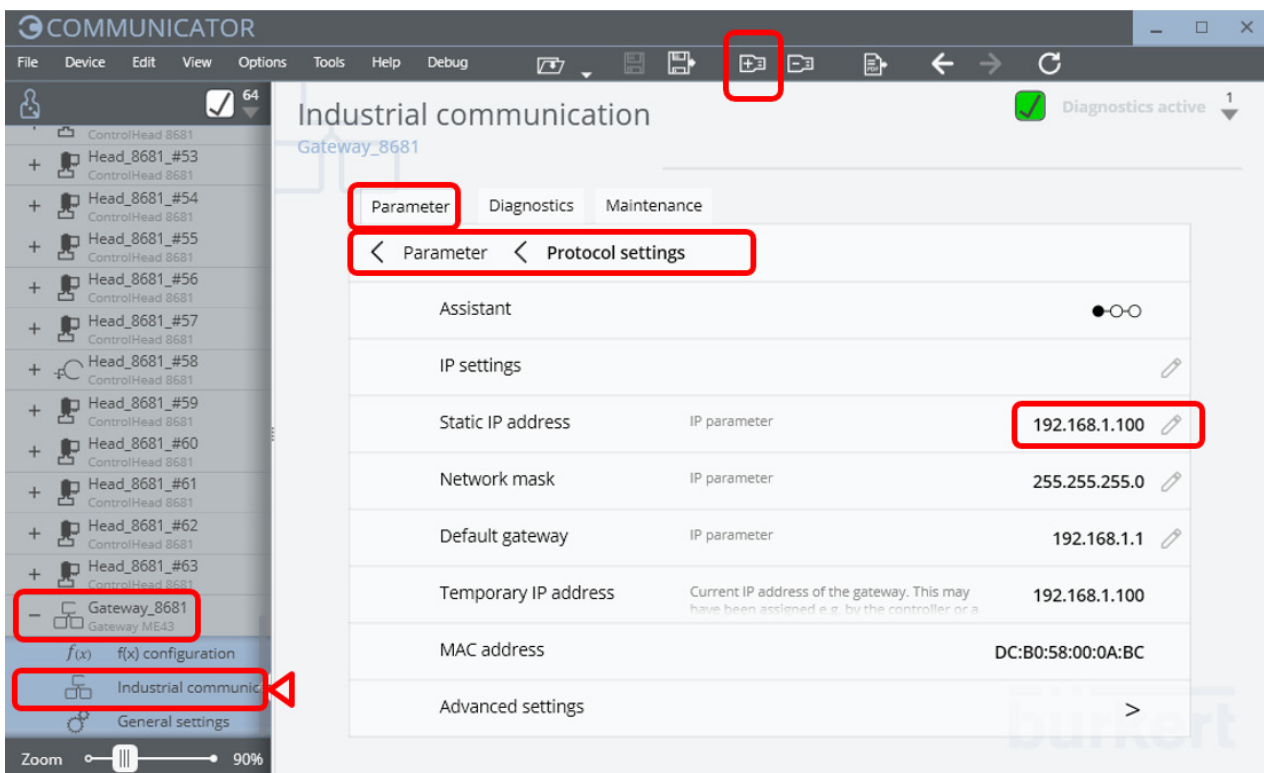 COMMUNICATOR
File Device Edit View Options Tools Help Debug
64
ControlHead 8681
Head_8681_#53
ControlHead 8681
Head_8681_#54
ControlHead 8681
Head_8681_#55
ControlHead 8681
Head_8681_#56
ControlHead 8681
Head_8681_#57
ControlHead 8681
Head_8681_#58
ControlHead 8681
Head_8681_#59
ControlHead 8681
Head_8681_#60
ControlHead 8681
Head_8681_#61
ControlHead 8681
Head_8681_#62
ControlHead 8681
Head_8681_#63
ControlHead 8681
Gateway_8681
Gateway ME43
f(x) f(x) configuration
Industrial communic
General settings
Zoom 90%
Industrial communication
Gateway_8681
Diagnostics active 1
Parameter Diagnostics Maintenance
< Parameter < Protocol settings
Assistant
IP settings
Static IP address IP parameter 192.168.1.100
Network mask IP parameter 255.255.255.0
Default gateway IP parameter 192.168.1.1
Temporary IP address Current IP address of the gateway. This may
have been assigned e.g. by the controller or a
192.168.1.100
MAC address DC:B0:58:00:0A:BC
Advanced settings >
burkert